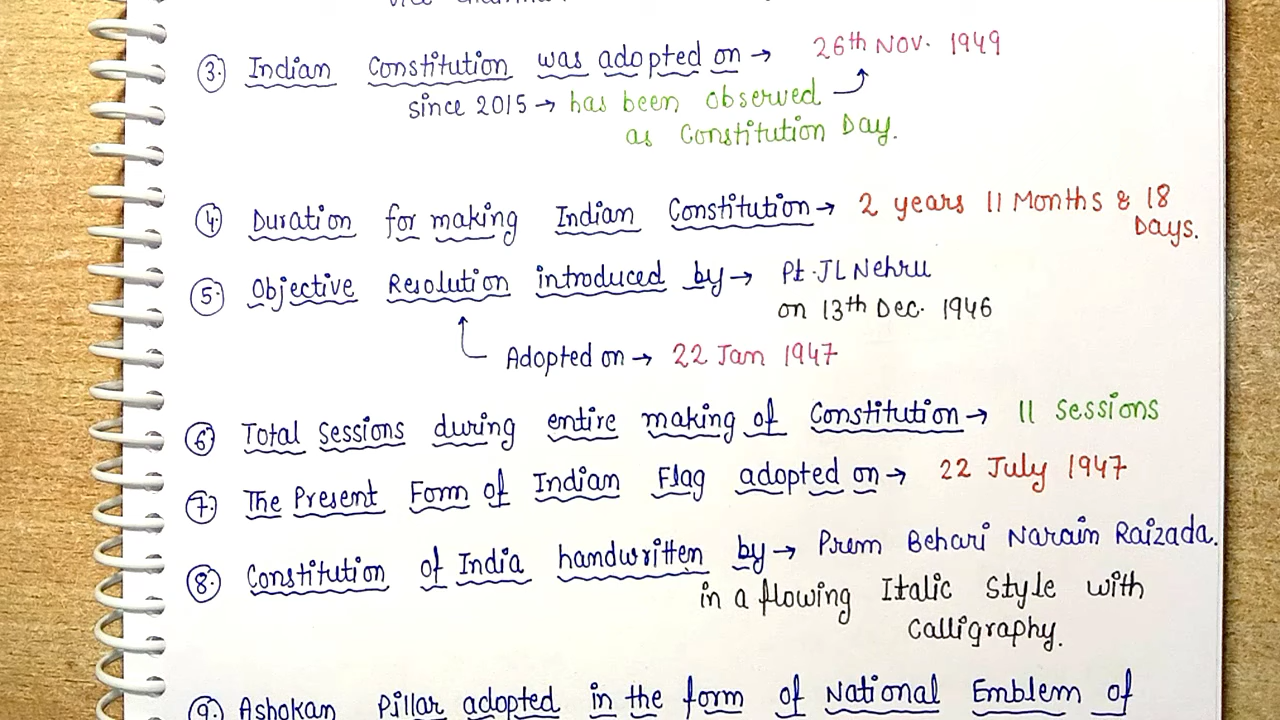 ③ Indian Constitution was adopted on → 26th Nov. 1949
since 2015 → has been observed
as Constitution Day.
④ Duration for making Indian Constitution → 2 years 11 Months & 18
Days.
⑤ Objective Resolution introduced by → Pt. JL Nehru
on 13th Dec. 1946
Adopted on → 22 Jan 1947
⑥ Total Sessions during entire making of Constitution → 11 Sessions
⑦ The Present Form of Indian Flag adopted on → 22 July 1947
⑧ Constitution of India handwritten by → Prem Behari Narain Raizada.
in a flowing Italic Style with
Calligraphy.
⑨ Ashokan Pillar adopted in the form of National Emblem of